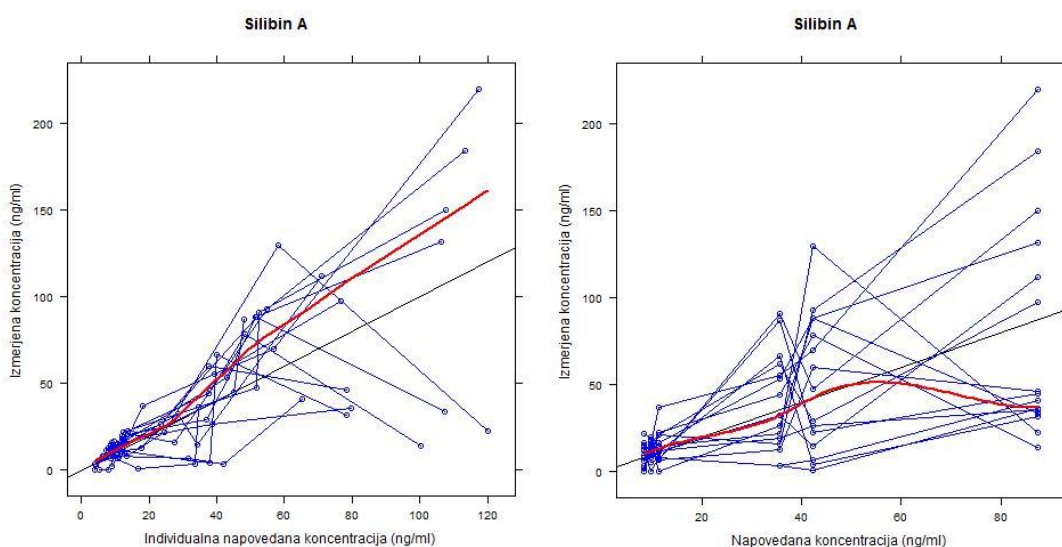 Silibin A
Izmerjena koncentracija (ng/ml)
200
150
100
50
0
0 20 40 60 80 100 120
Individualna napovedana koncentracija (ng/ml)
Silibin A
Izmerjena koncentracija (ng/ml)
200
150
100
50
0
20 40 60 80
Napovedana koncentracija (ng/ml)